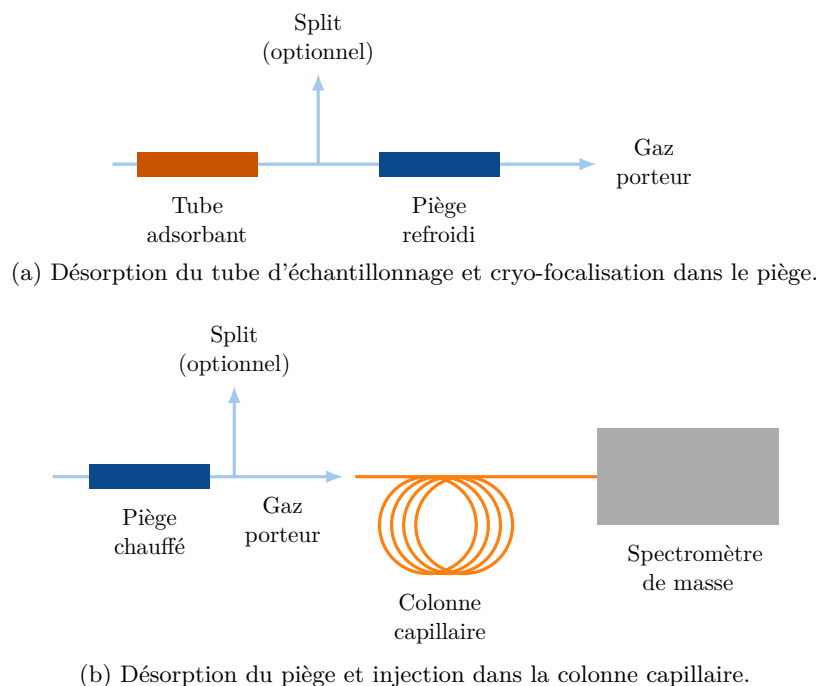 Split
(optionnel)
Gaz
porteur
Tube
adsorbant
Piège
refroidi
(a) Désorption du tube d'échantillonnage et cryo-focalisation dans le piège.
Split
(optionnel)
Piège
chauffé
Gaz
porteur
Colonne
capillaire
Spectromètre
de masse
(b) Désorption du piège et injection dans la colonne capillaire.